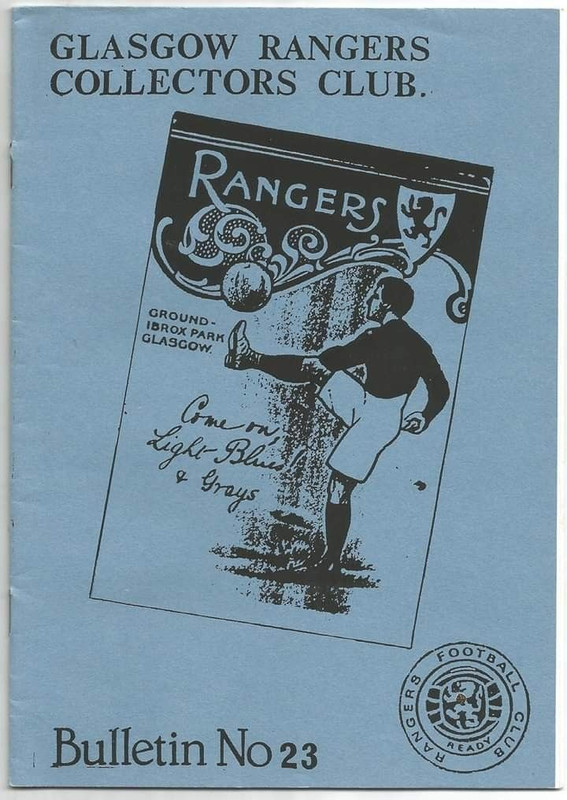 GLASGOW RANGERS
COLLECTORS CLUB.
RANGERS
GROUND-
IBROX PARK
GLASGOW.
Come on,
Light Blues!
& Grays
RANGERS FOOTBALL CLUB
READY
Bulletin No 23